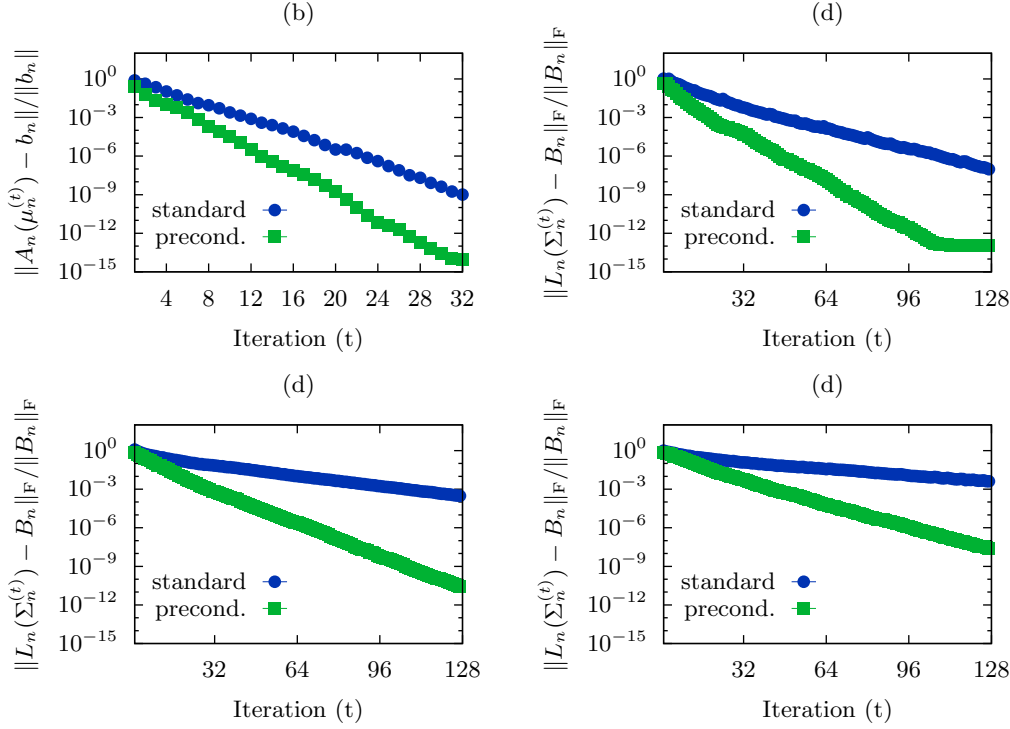 (b)
||A_n(μ_n^{(t)}) − b_n||/||b_n||
10^0
10^{−3}
10^{−6}
10^{−9}
10^{−12}
10^{−15}
standard
precond.
4 8 12 16 20 24 28 32
Iteration (t)
(d)
||L_n(Σ_n^{(t)}) − B_n||_F/||B_n||_F
10^0
10^{−3}
10^{−6}
10^{−9}
10^{−12}
10^{−15}
standard
precond.
32 64 96 128
Iteration (t)
(d)
||L_n(Σ_n^{(t)}) − B_n||_F/||B_n||_F
10^0
10^{−3}
10^{−6}
10^{−9}
10^{−12}
10^{−15}
standard
precond.
32 64 96 128
Iteration (t)
(d)
||L_n(Σ_n^{(t)}) − B_n||_F/||B_n||_F
10^0
10^{−3}
10^{−6}
10^{−9}
10^{−12}
10^{−15}
standard
precond.
32 64 96 128
Iteration (t)